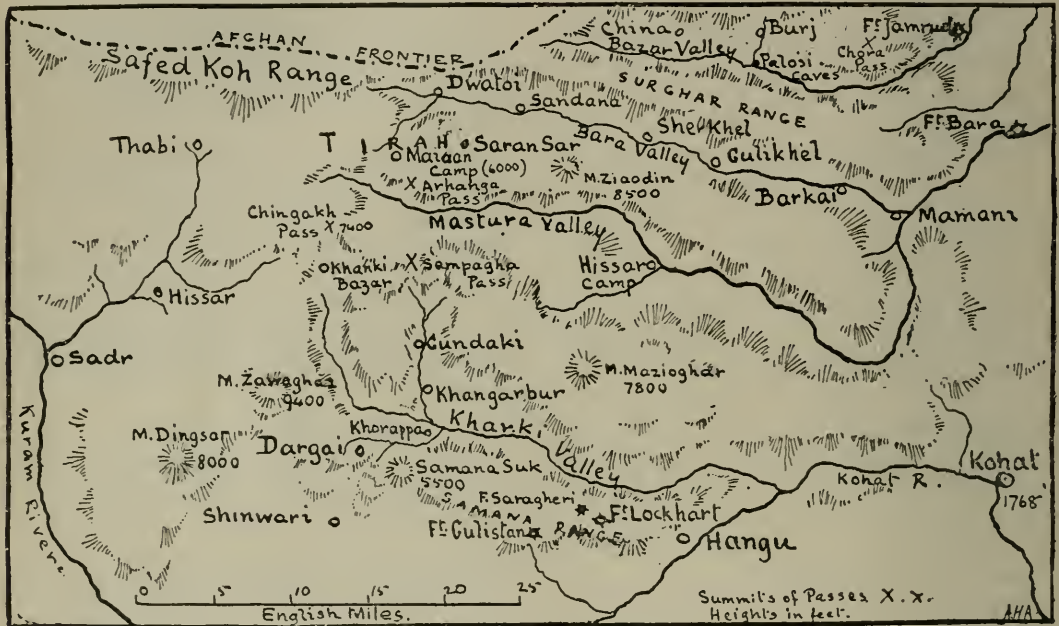 AFGHAN FRONTIER
Safed Koh Range
China
Burj
Ft. Jamrud
Bazar Valley
Chora
Pass
Palosi
Caves
SURGHAR RANGE
Dwatoi
Sandana
Ft. Bara
Thabi
TIRAH
Saran Sar
Shel Khel
Bara Valley
Gulikhel
Maidan
Camp (6000)
M. Ziaodin
8500
X Arhanga
Pass
Barkai
Mamani
Chingakh
Pass X 7400
Mastura Valley
Khanki
Bazar
X Sampagha
Pass
Hissar
Camp
Hissar
Sadr
Gundaki
M. Mazioghar
7800
M. Zawaghar
9400
Khangarbur
Kuram River
Khorappa
Khark. Valley
M. Dingsar
8000
Dargai
Samana Suk
5500
Kohat R.
Kohat
1768
F. Saragheri
SAMANA RANGE
Ft. Lockhart
Shinwari
Ft. Gulistan
Hangu
0 5 10 15 20 25
English Miles.
Summits of Passes X. X.
Heights in feet.
A.H.A.